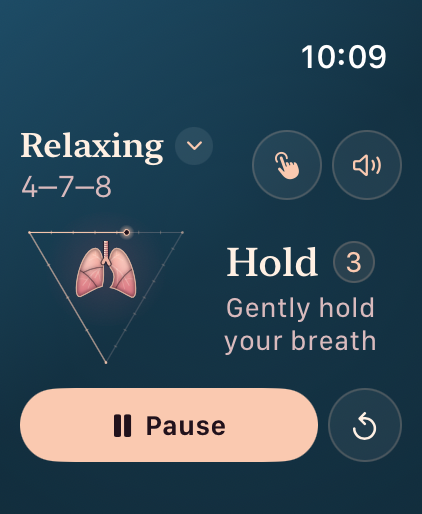 10:09
Relaxing
4–7–8
Hold 3
Gently hold
your breath
Pause